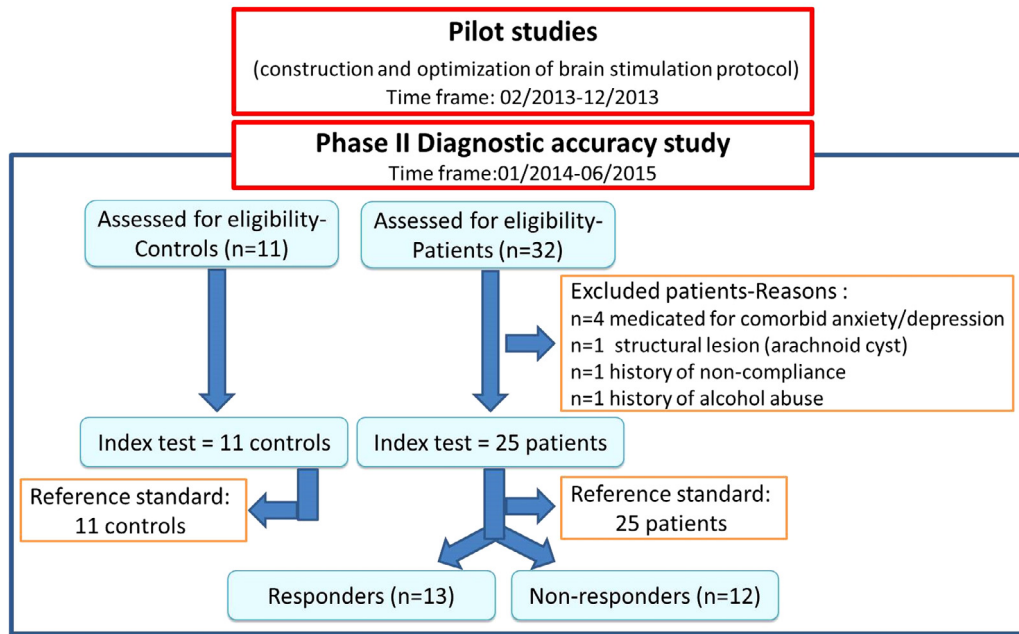 Pilot studies
(construction and optimization of brain stimulation protocol)
Time frame: 02/2013-12/2013
Phase II Diagnostic accuracy study
Time frame:01/2014-06/2015
Assessed for eligibility-
Controls (n=11)
Assessed for eligibility-
Patients (n=32)
Excluded patients-Reasons :
n=4 medicated for comorbid anxiety/depression
n=1 structural lesion (arachnoid cyst)
n=1 history of non-compliance
n=1 history of alcohol abuse
Index test = 11 controls
Index test = 25 patients
Reference standard:
11 controls
Reference standard:
25 patients
Responders (n=13)
Non-responders (n=12)